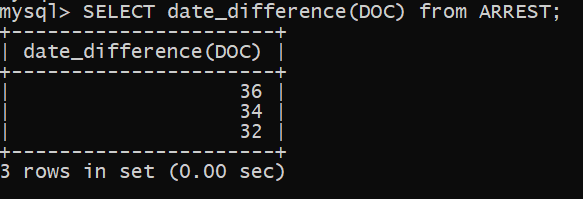 mysql> SELECT date_difference(DOC) from ARREST;
+----------------------+
| date_difference(DOC) |
+----------------------+
|                   36 |
|                   34 |
|                   32 |
+----------------------+
3 rows in set (0.00 sec)